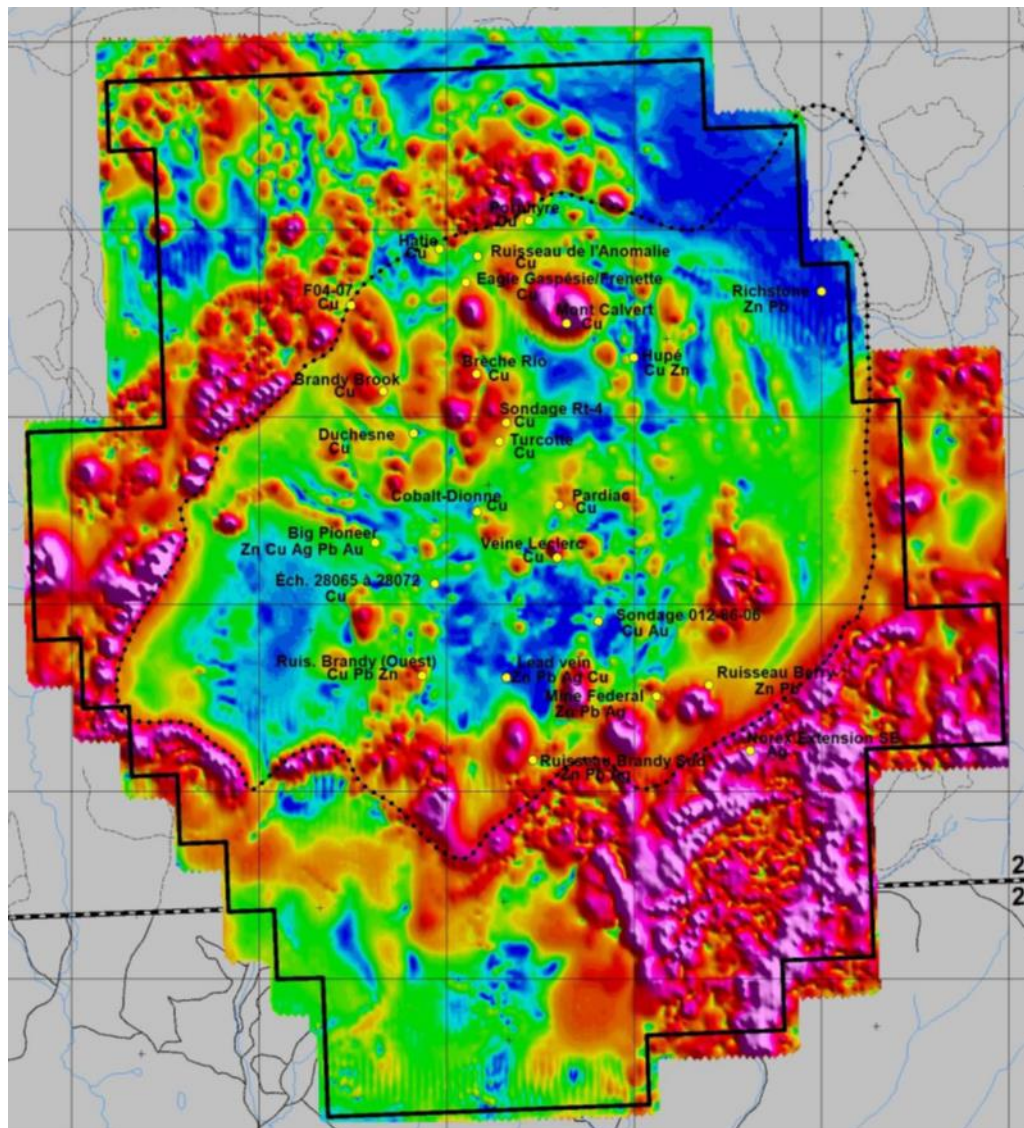 Cu
Hatie
Cu
Ruisseau de l'Anomalie
Cu
Eagle Gaspésie/Frenette
Cu
F04-07
Cu
Richstone
Zn Pb
Mont Calvert
Cu
Hupé
Cu Zn
Brèche Rio
Cu
Brandy Brook
Cu
Sondage Rt-4
Cu
Duchesne
Cu
Turcotte
Cu
Cobalt-Dionne
Cu
Pardiac
Cu
Big Pioneer
Zn Cu Ag Pb Au
Veine Leclerc
Cu
Éch. 28065 à 28072
Cu
Sondage 012-86-06
Cu Au
Ruis. Brandy (Ouest)
Cu Pb Zn
Lead vein
Zn Pb Ag Cu
Ruisseau Berry
Zn Pb
Mine Federal
Zn Pb Ag
Norex Extension SE
Ag
Ruisseau Brandy Sud
Zn Pb Ag
2
2